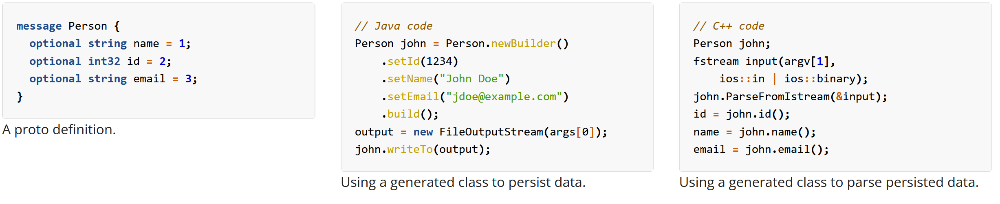 message Person {
  optional string name = 1;
  optional int32 id = 2;
  optional string email = 3;
}
A proto definition.
// Java code
Person john = Person.newBuilder()
    .setId(1234)
    .setName("John Doe")
    .setEmail("jdoe@example.com")
    .build();
output = new FileOutputStream(args[0]);
john.writeTo(output);
Using a generated class to persist data.
// C++ code
Person john;
fstream input(argv[1],
    ios::in | ios::binary);
john.ParseFromIstream(&input);
id = john.id();
name = john.name();
email = john.email();
Using a generated class to parse persisted data.